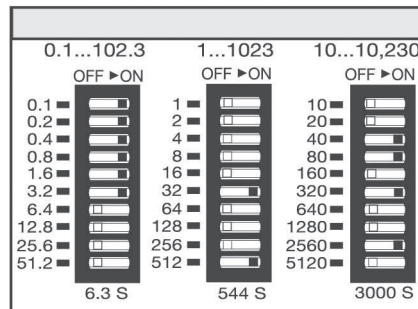 0.1...102.3 1...1023 10...10,230
OFF ►ON OFF ►ON OFF ►ON
0.1 1 10
0.2 2 20
0.4 4 40
0.8 8 80
1.6 16 160
3.2 32 320
6.4 64 640
12.8 128 1280
25.6 256 2560
51.2 512 5120
6.3 S 544 S 3000 S